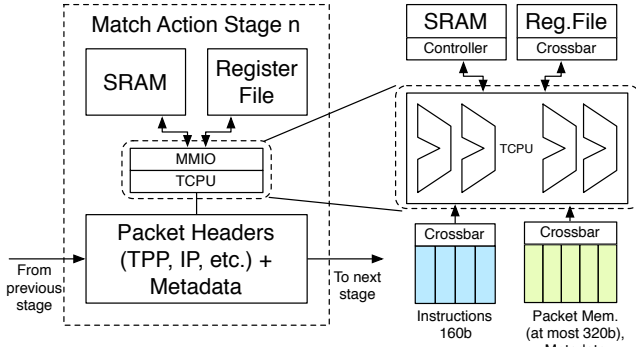 Match Action Stage n
SRAM
Register
File
MMIO
TCPU
Packet Headers
(TPP, IP, etc.) +
Metadata
From
previous
stage
To next
stage
SRAM
Controller
Reg.File
Crossbar
TCPU
Crossbar
Instructions
160b
Crossbar
Packet Mem.
(at most 320b),